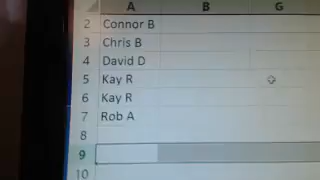 A B G
2 Connor B
3 Chris B
4 David D
5 Kay R
6 Kay R
7 Rob A
8
9
10